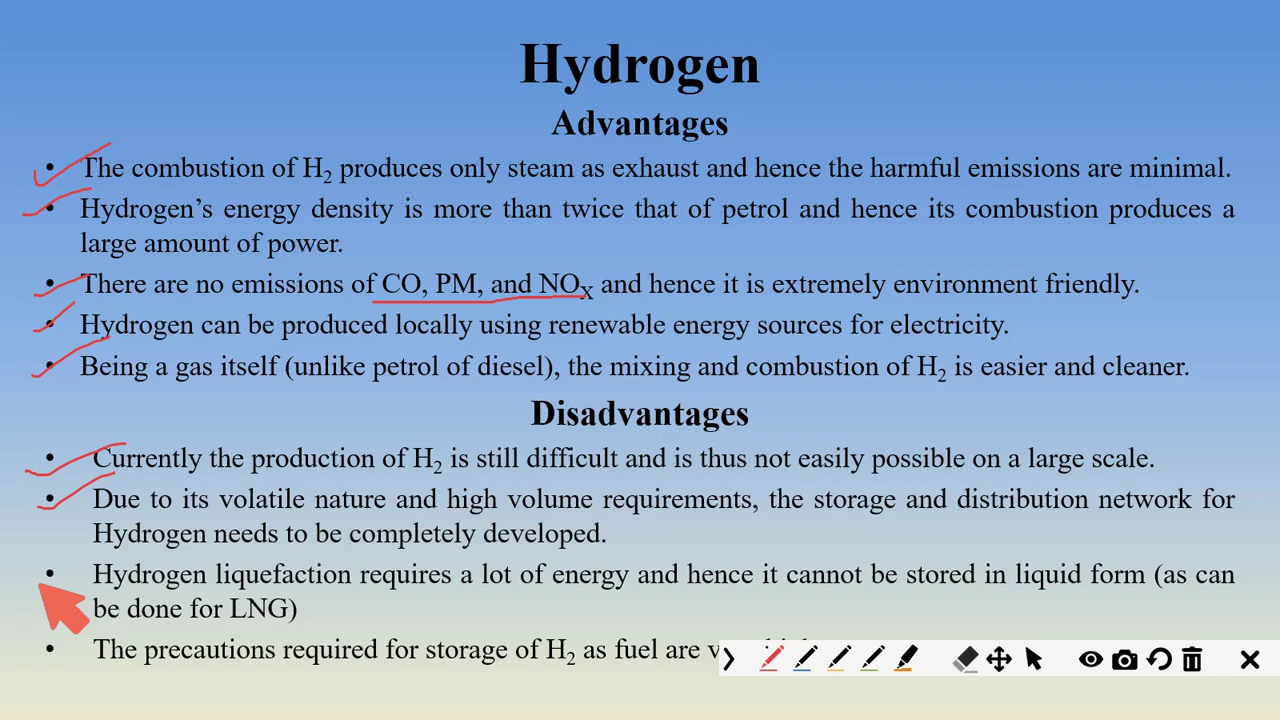 Hydrogen
Advantages
• The combustion of H₂ produces only steam as exhaust and hence the harmful emissions are minimal.
• Hydrogen's energy density is more than twice that of petrol and hence its combustion produces a
large amount of power.
• There are no emissions of CO, PM, and NOX and hence it is extremely environment friendly.
• Hydrogen can be produced locally using renewable energy sources for electricity.
• Being a gas itself (unlike petrol of diesel), the mixing and combustion of H₂ is easier and cleaner.
Disadvantages
• Currently the production of H₂ is still difficult and is thus not easily possible on a large scale.
• Due to its volatile nature and high volume requirements, the storage and distribution network for
Hydrogen needs to be completely developed.
• Hydrogen liquefaction requires a lot of energy and hence it cannot be stored in liquid form (as can
be done for LNG)
• The precautions required for storage of H₂ as fuel are